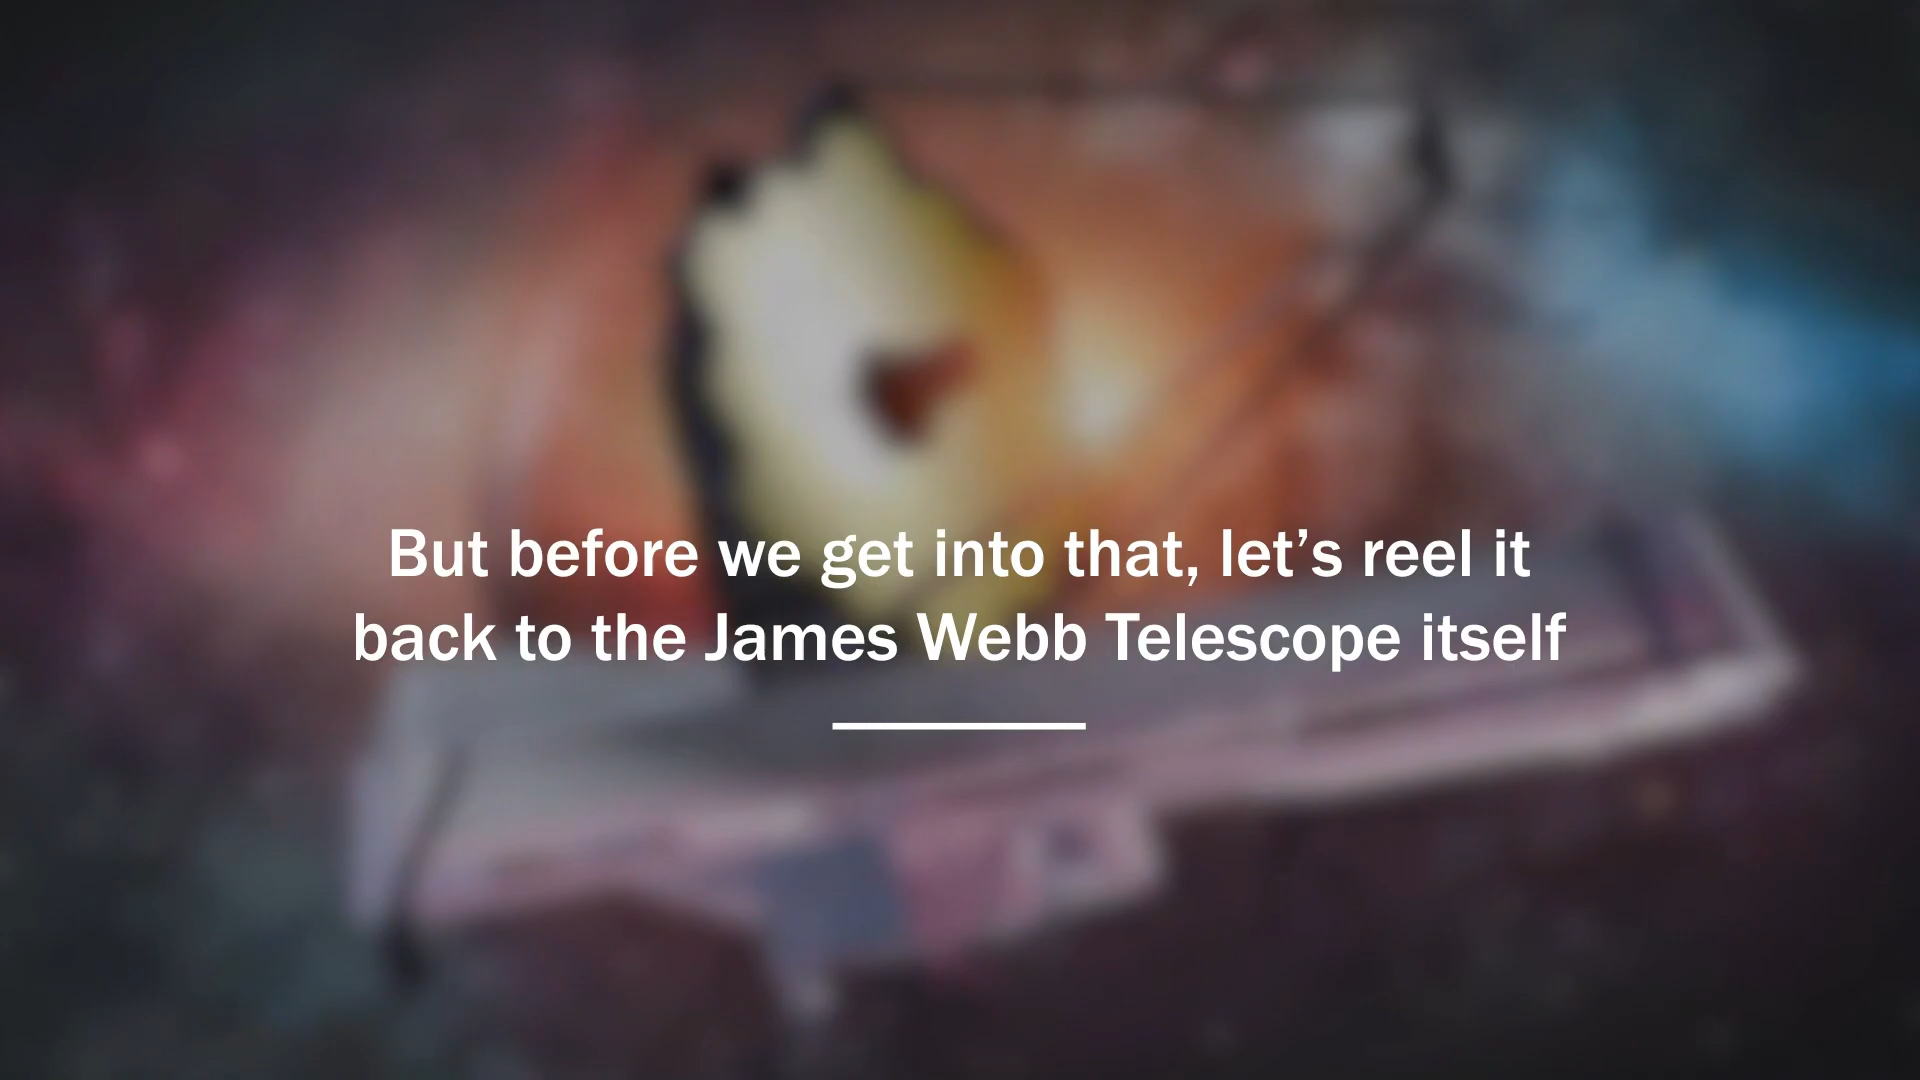 But before we get into that, let’s reel it
back to the James Webb Telescope itself